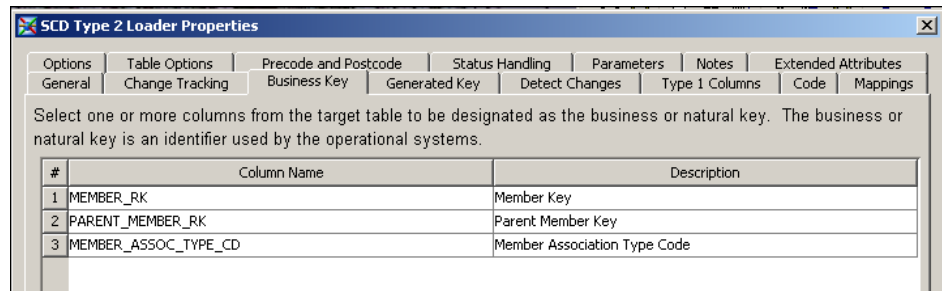 SCD Type 2 Loader Properties
Options Table Options Precode and Postcode Status Handling Parameters Notes Extended Attributes
General Change Tracking Business Key Generated Key Detect Changes Type 1 Columns Code Mappings
Select one or more columns from the target table to be designated as the business or natural key. The business or
natural key is an identifier used by the operational systems.
# Column Name Description
1 MEMBER_RK Member Key
2 PARENT_MEMBER_RK Parent Member Key
3 MEMBER_ASSOC_TYPE_CD Member Association Type Code